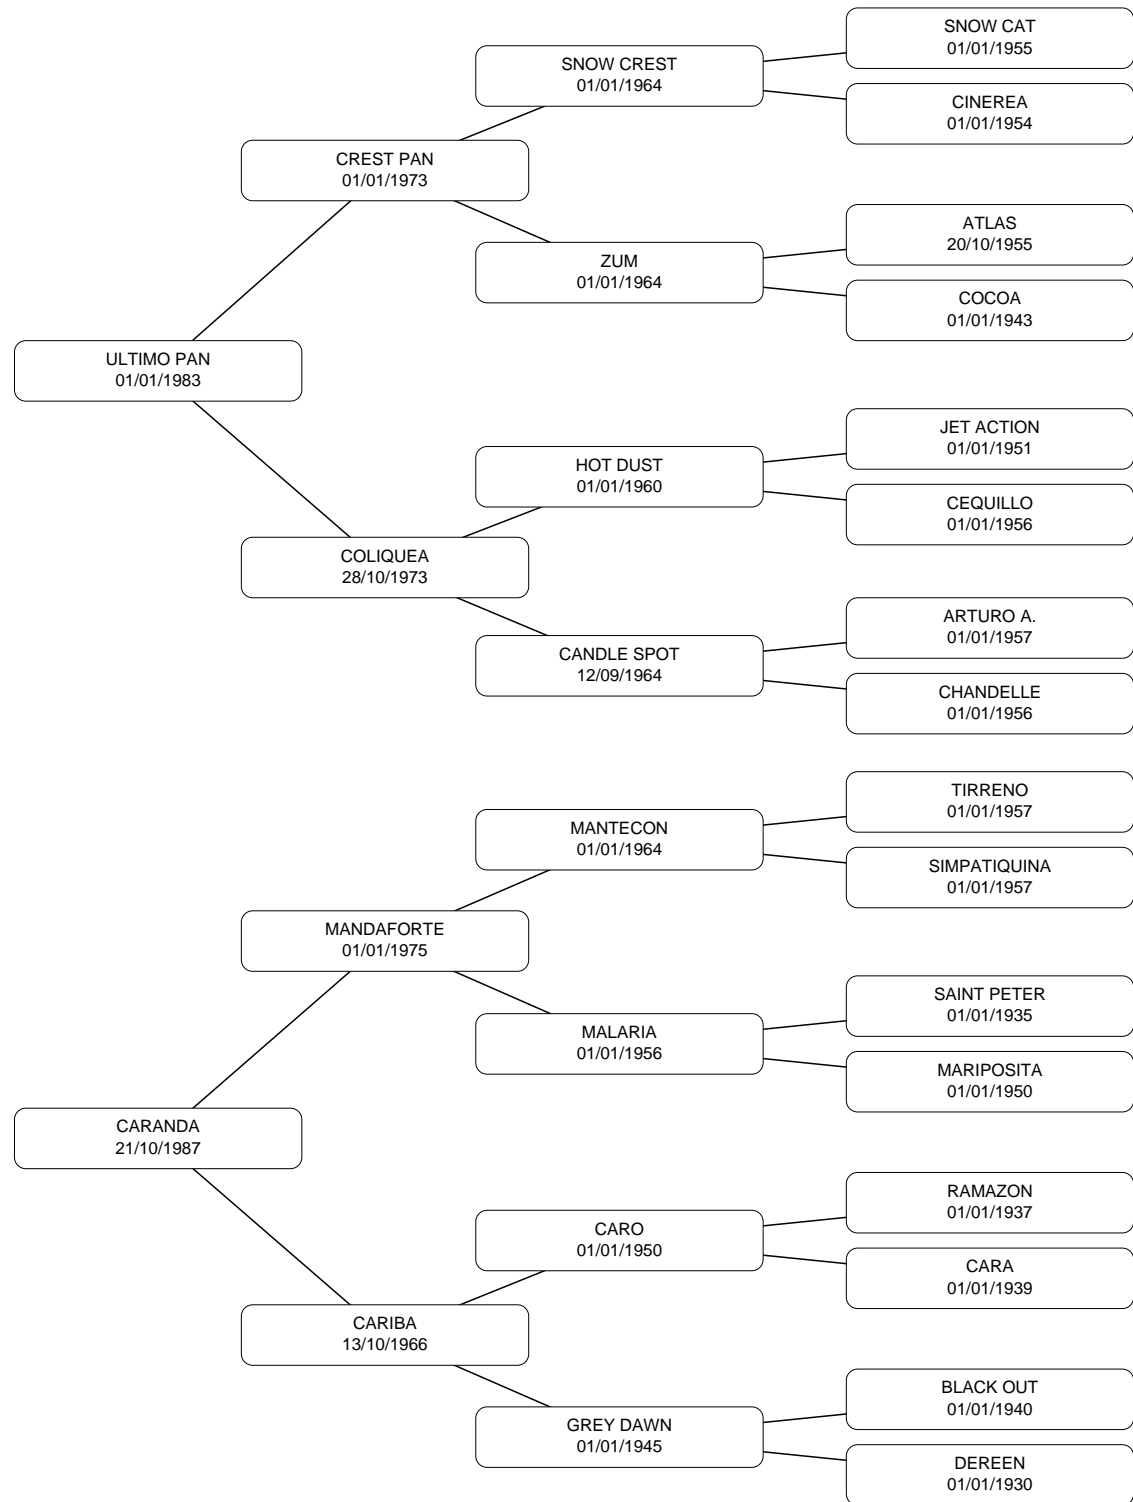 SNOW CAT
01/01/1955
SNOW CREST
01/01/1964
CINEREA
01/01/1954
CREST PAN
01/01/1973
ATLAS
20/10/1955
ZUM
01/01/1964
COCOA
01/01/1943
ULTIMO PAN
01/01/1983
JET ACTION
01/01/1951
HOT DUST
01/01/1960
CEQUILLO
01/01/1956
COLIQUEA
28/10/1973
ARTURO A.
01/01/1957
CANDLE SPOT
12/09/1964
CHANDELLE
01/01/1956
TIRRENO
01/01/1957
MANTECON
01/01/1964
SIMPATIQUINA
01/01/1957
MANDAFORTE
01/01/1975
SAINT PETER
01/01/1935
MALARIA
01/01/1956
MARIPOSITA
01/01/1950
CARANDA
21/10/1987
RAMAZON
01/01/1937
CARO
01/01/1950
CARA
01/01/1939
CARIBA
13/10/1966
BLACK OUT
01/01/1940
GREY DAWN
01/01/1945
DEREEN
01/01/1930